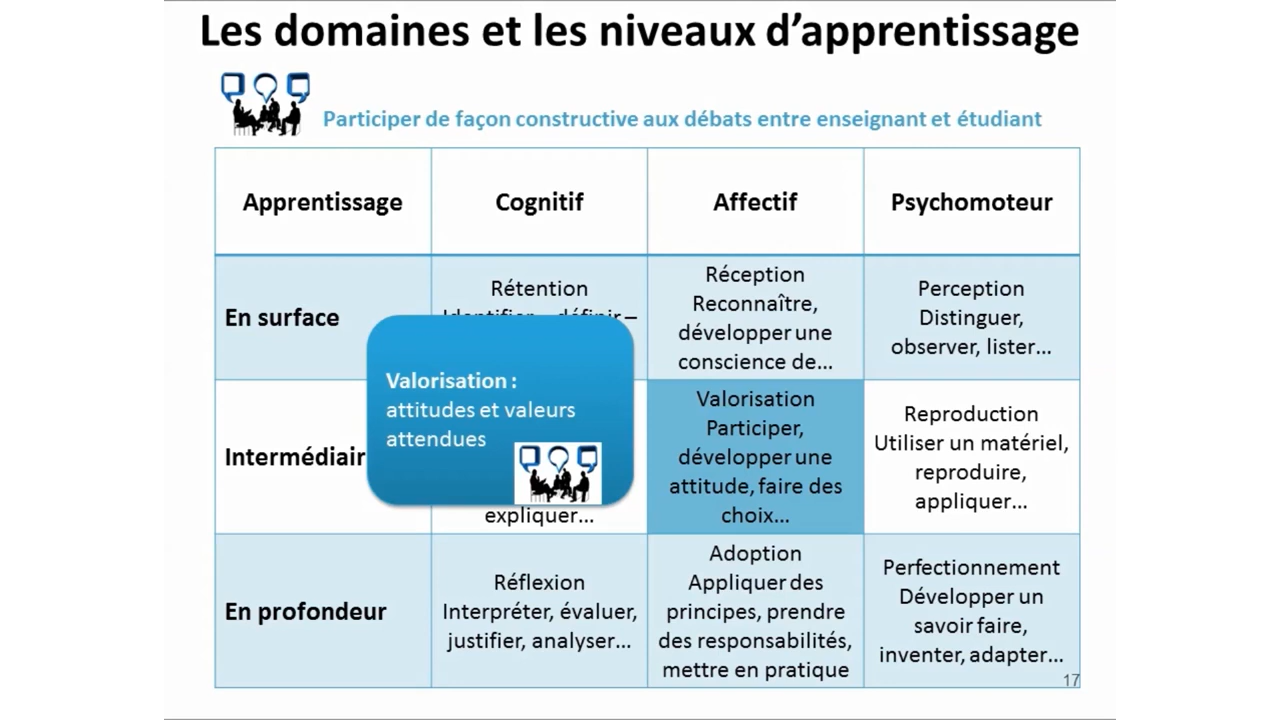 Les domaines et les niveaux d'apprentissage
Participer de façon constructive aux débats entre enseignant et étudiant
Apprentissage
Cognitif
Affectif
Psychomoteur
En surface
Rétention
Identifier – définir –
Réception
Reconnaître,
développer une
conscience de...
Perception
Distinguer,
observer, lister...
Intermédiair
Valorisation :
attitudes et valeurs
attendues
expliquer...
Valorisation
Participer,
développer une
attitude, faire des
choix...
Reproduction
Utiliser un matériel,
reproduire,
appliquer...
En profondeur
Réflexion
Interpréter, évaluer,
justifier, analyser...
Adoption
Appliquer des
principes, prendre
des responsabilités,
mettre en pratique
Perfectionnement
Développer un
savoir faire,
inventer, adapter...
17